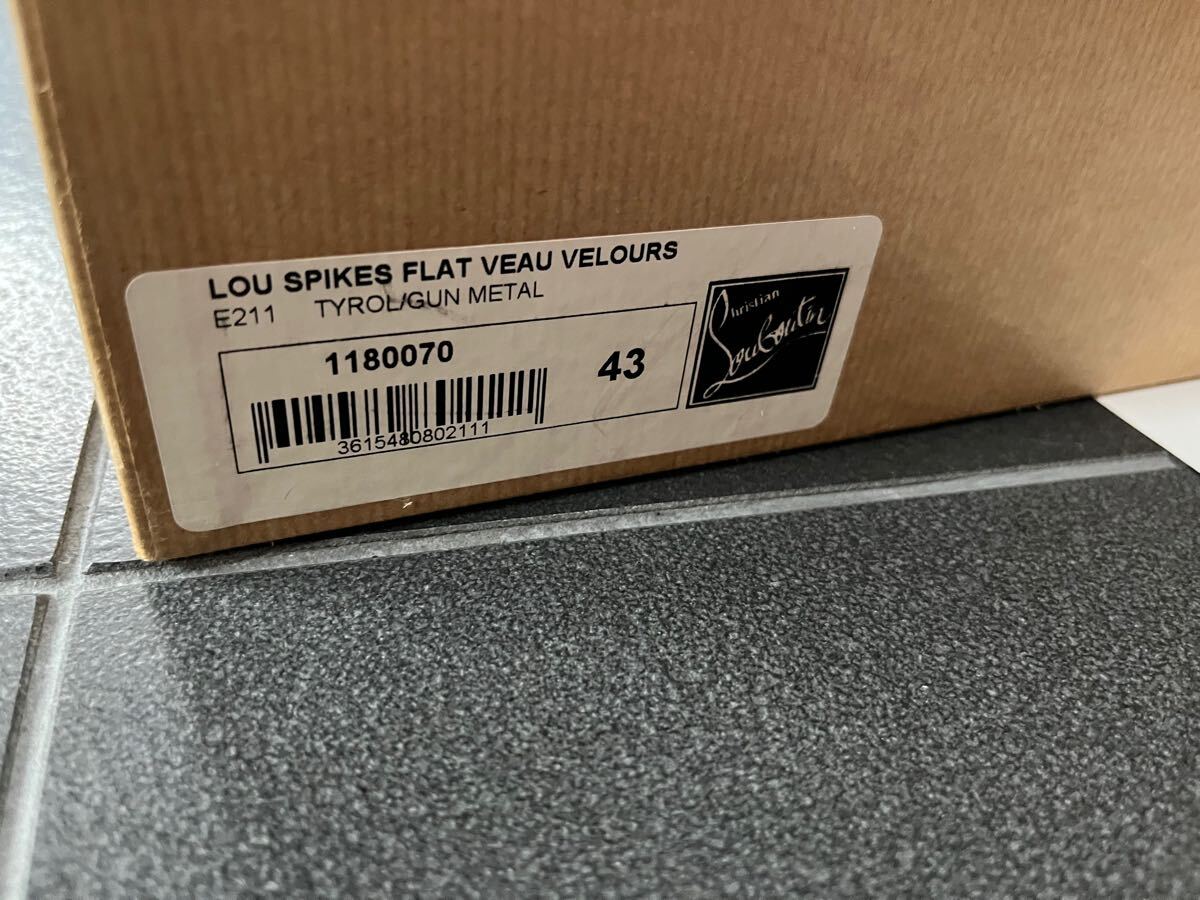 LOU SPIKES FLAT VEAU VELOURS
E211 TYROL/GUN METAL
1180070
43
3615480802111
Christian
Louboutin